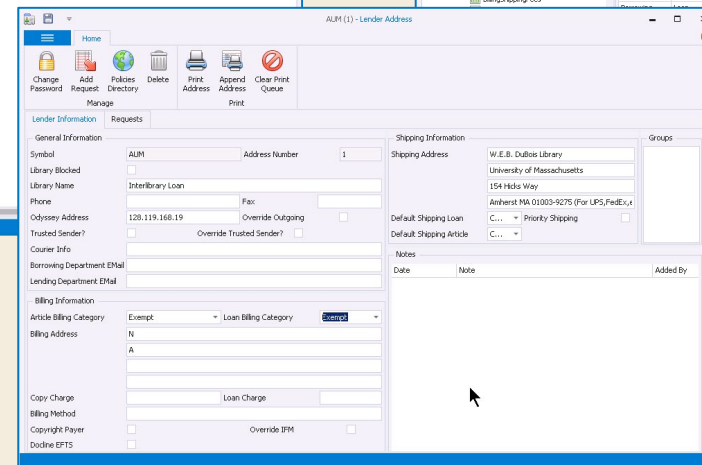 AUM (1) - Lender Address
Home
Change Password
Add Request
Policies Directory
Delete
Print Address
Append Address
Clear Print Queue
Manage
Print
Lender Information Requests
General Information
Symbol AUM Address Number 1
Library Blocked
Library Name Interlibrary Loan
Phone Fax
Odyssey Address 128.119.168.19 Override Outgoing
Trusted Sender? Override Trusted Sender?
Courier Info
Borrowing Department EMail
Lending Department EMail
Billing Information
Article Billing Category Exempt Loan Billing Category Exempt
Billing Address N
A
Copy Charge Loan Charge
Billing Method
Copyright Payer Override IFM
Docline EFTS
Shipping Information
Shipping Address W.E.B. DuBois Library
University of Massachusetts
154 Hicks Way
Amherst MA 01003-9275 (For UPS,FedEx,e
Default Shipping Loan C... Priority Shipping
Default Shipping Article C...
Groups
Notes
Date Note Added By